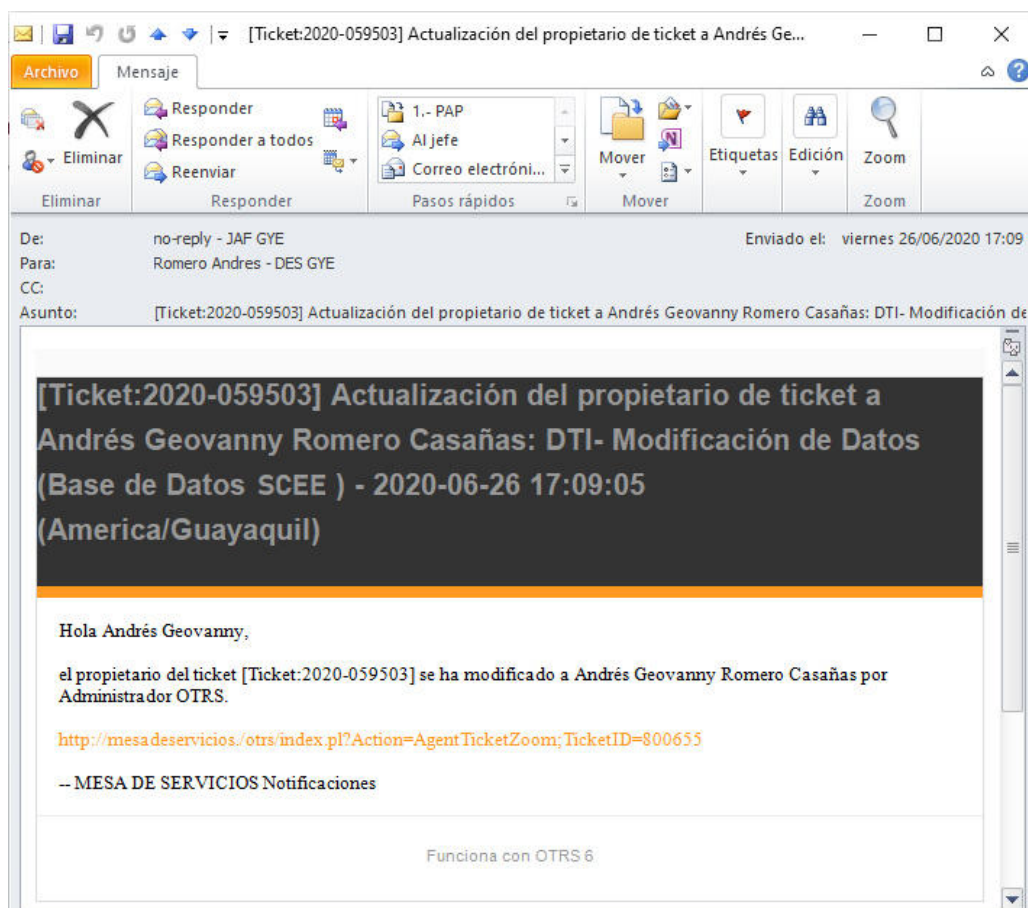 [Ticket:2020-059503] Actualización del propietario de ticket a Andrés Ge...
Archivo
Mensaje
Eliminar
Responder
Responder a todos
Reenviar
1.- PAP
Al jefe
Correo electróni...
Mover
Etiquetas
Edición
Zoom
Eliminar
Responder
Pasos rápidos
Mover
Zoom
De: no-reply - JAF GYE
Enviado el: viernes 26/06/2020 17:09
Para: Romero Andres - DES GYE
CC:
Asunto: [Ticket:2020-059503] Actualización del propietario de ticket a Andrés Geovanny Romero Casañas: DTI- Modificación de
[Ticket:2020-059503] Actualización del propietario de ticket a
Andrés Geovanny Romero Casañas: DTI- Modificación de Datos
(Base de Datos SCEE ) - 2020-06-26 17:09:05
(America/Guayaquil)
Hola Andrés Geovanny,
el propietario del ticket [Ticket:2020-059503] se ha modificado a Andrés Geovanny Romero Casañas por
Administrador OTRS.
http://mesadeservicios./otrs/index.pl?Action=AgentTicketZoom;TicketID=800655
-- MESA DE SERVICIOS Notificaciones
Funciona con OTRS 6